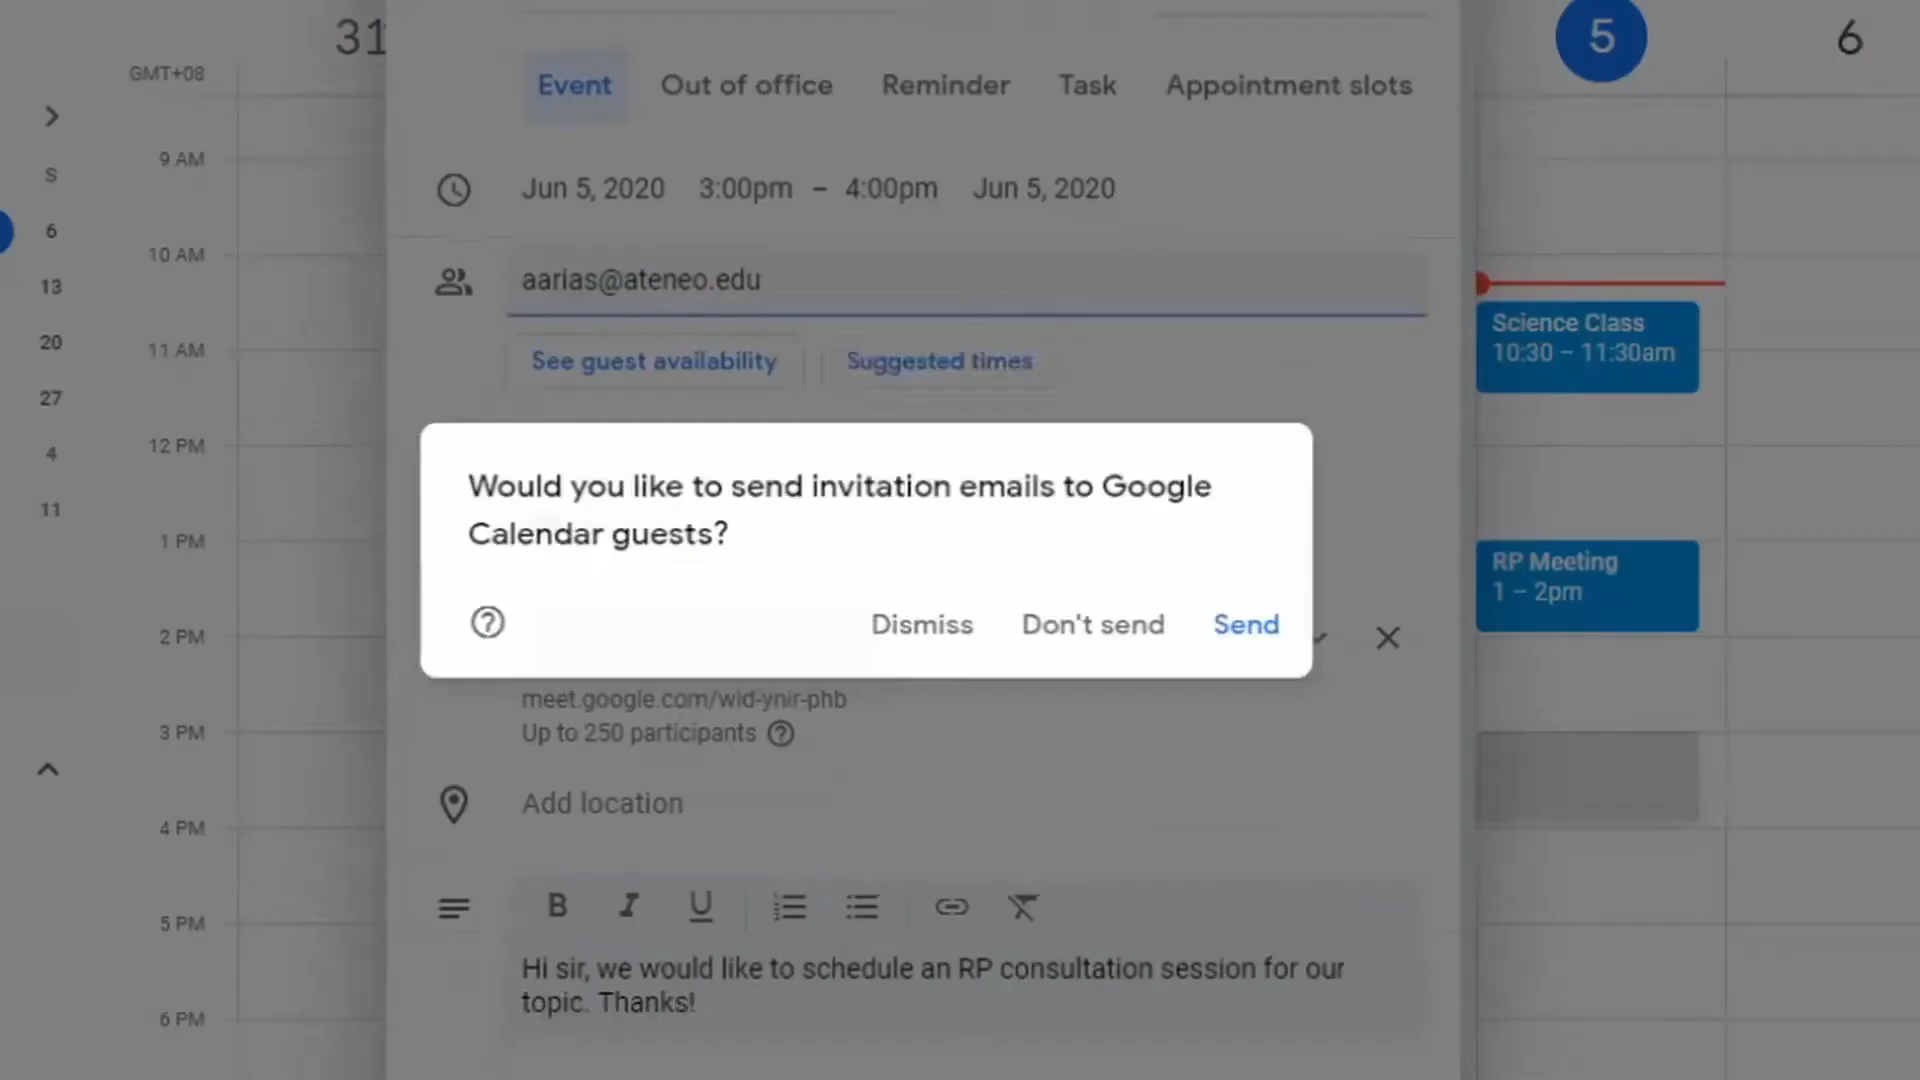 31
5
6
GMT+08
Event Out of office Reminder Task Appointment slots
9 AM
S
Jun 5, 2020 3:00pm – 4:00pm Jun 5, 2020
6
10 AM
aarias@ateneo.edu
13
Science Class
10:30 – 11:30am
20
11 AM
See guest availability Suggested times
27
12 PM
4
Would you like to send invitation emails to Google
Calendar guests?
11
1 PM
RP Meeting
1 – 2pm
Dismiss Don't send Send
2 PM
meet.google.com/wid-ynir-phb
Up to 250 participants
3 PM
Add location
4 PM
B I U
5 PM
Hi sir, we would like to schedule an RP consultation session for our
topic. Thanks!
6 PM